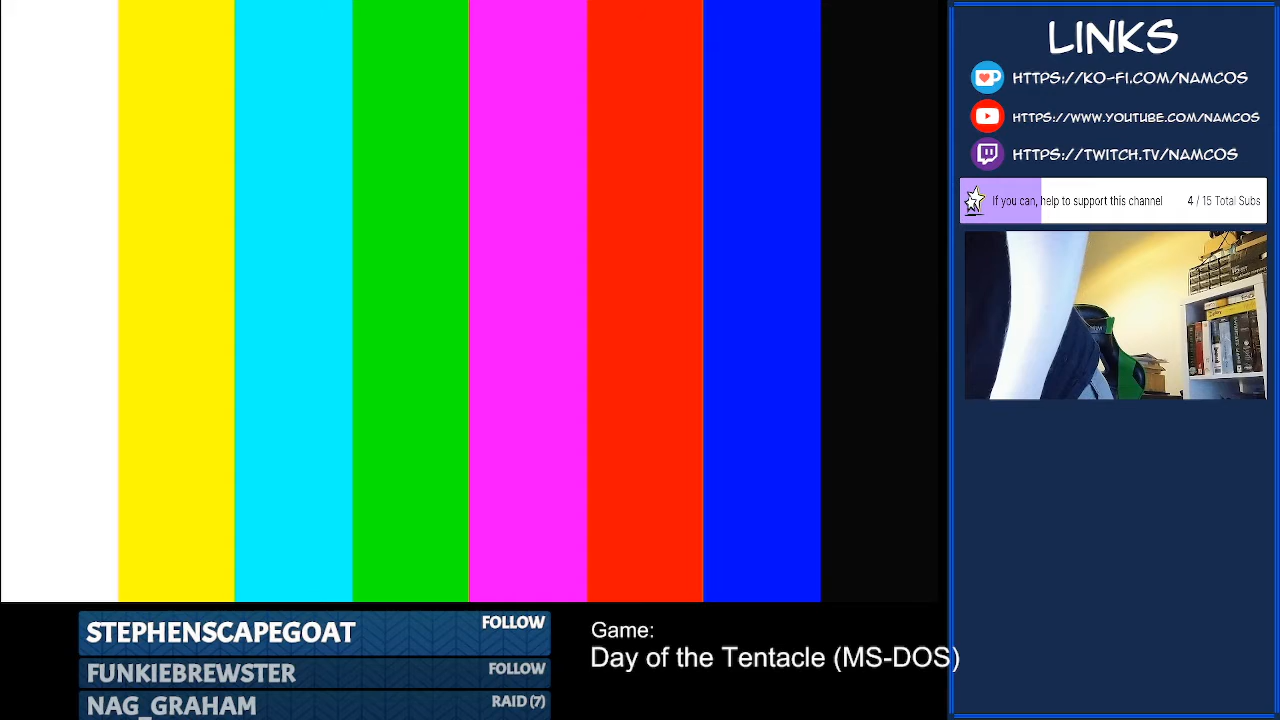 LINKS
HTTPS://KO-FI.COM/NAMCOS
HTTPS://WWW.YOUTUBE.COM/NAMCOS
HTTPS://TWITCH.TV/NAMCOS
If you can, help to support this channel 4 / 15 Total Subs
STEPHENSCAPEGOAT FOLLOW
FUNKIEBREWSTER FOLLOW
NAG_GRAHAM RAID (7)
Game:
Day of the Tentacle (MS-DOS)